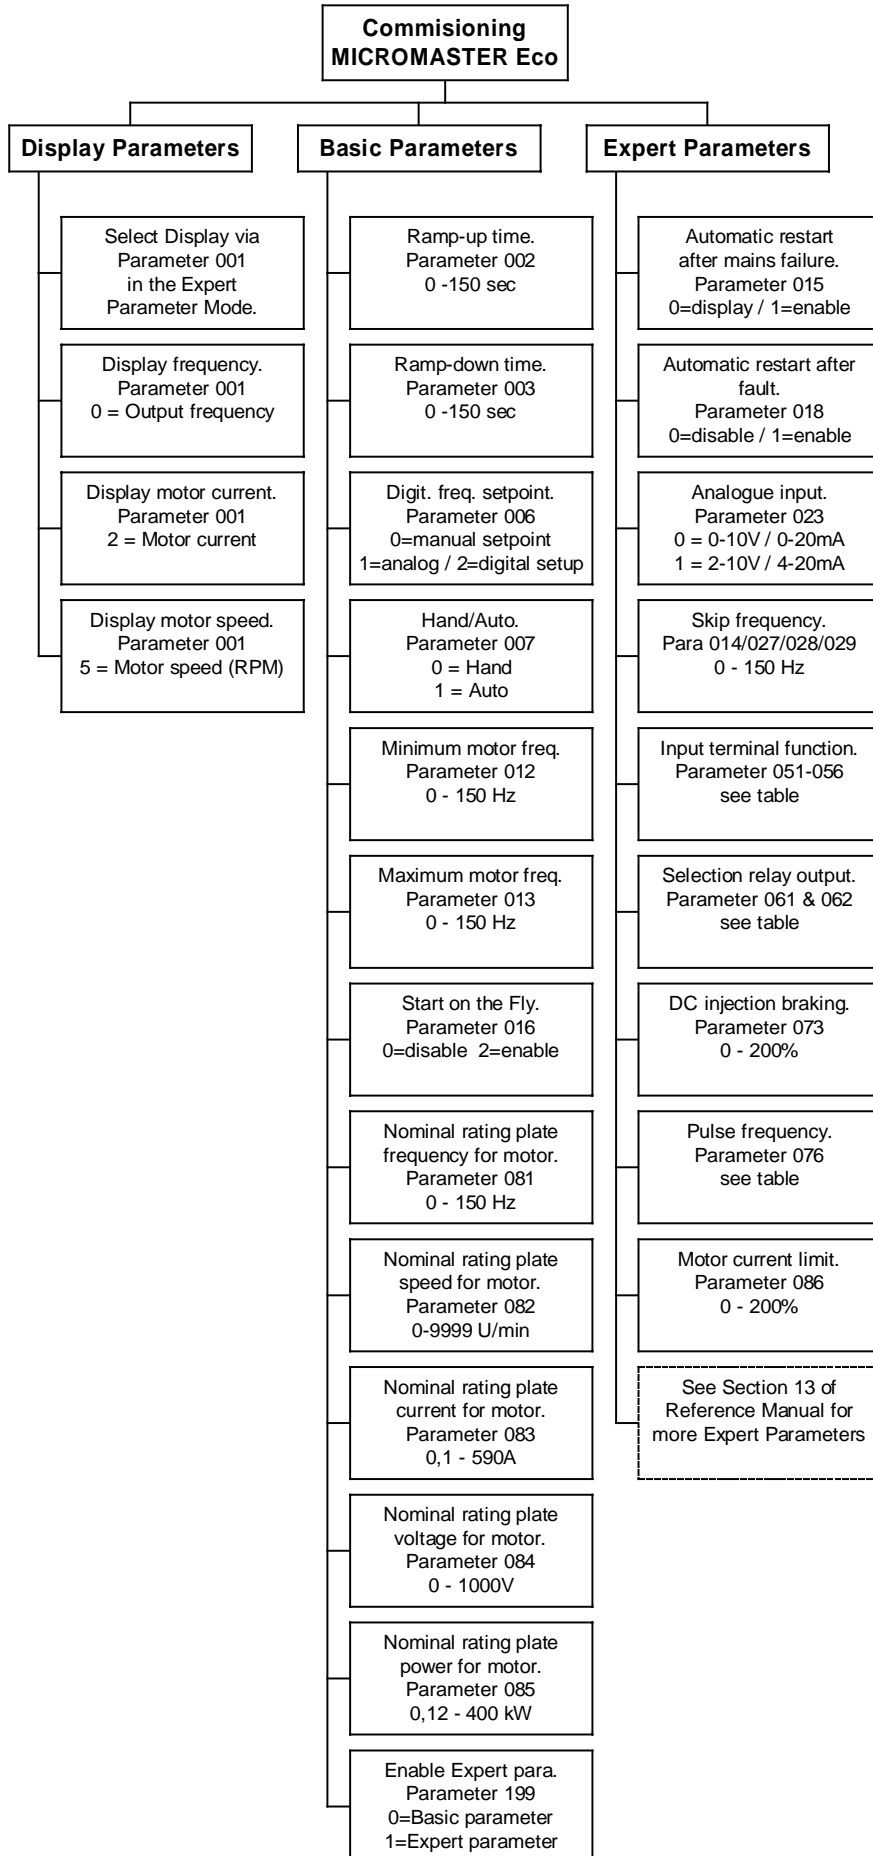 Commisioning
MICROMASTER Eco
Display Parameters
Select Display via
Parameter 001
in the Expert
Parameter Mode.
Display frequency.
Parameter 001
0 = Output frequency
Display motor current.
Parameter 001
2 = Motor current
Display motor speed.
Parameter 001
5 = Motor speed (RPM)
Basic Parameters
Ramp-up time.
Parameter 002
0 -150 sec
Ramp-down time.
Parameter 003
0 -150 sec
Digit. freq. setpoint.
Parameter 006
0=manual setpoint
1=analog / 2=digital setup
Hand/Auto.
Parameter 007
0 = Hand
1 = Auto
Minimum motor freq.
Parameter 012
0 - 150 Hz
Maximum motor freq.
Parameter 013
0 - 150 Hz
Start on the Fly.
Parameter 016
0=disable  2=enable
Nominal rating plate
frequency for motor.
Parameter 081
0 - 150 Hz
Nominal rating plate
speed for motor.
Parameter 082
0-9999 U/min
Nominal rating plate
current for motor.
Parameter 083
0,1 - 590A
Nominal rating plate
voltage for motor.
Parameter 084
0 - 1000V
Nominal rating plate
power for motor.
Parameter 085
0,12 - 400 kW
Enable Expert para.
Parameter 199
0=Basic parameter
1=Expert parameter
Expert Parameters
Automatic restart
after mains failure.
Parameter 015
0=display / 1=enable
Automatic restart after
fault.
Parameter 018
0=disable / 1=enable
Analogue input.
Parameter 023
0 = 0-10V / 0-20mA
1 = 2-10V / 4-20mA
Skip frequency.
Para 014/027/028/029
0 - 150 Hz
Input terminal function.
Parameter 051-056
see table
Selection relay output.
Parameter 061 & 062
see table
DC injection braking.
Parameter 073
0 - 200%
Pulse frequency.
Parameter 076
see table
Motor current limit.
Parameter 086
0 - 200%
See Section 13 of
Reference Manual for
more Expert Parameters